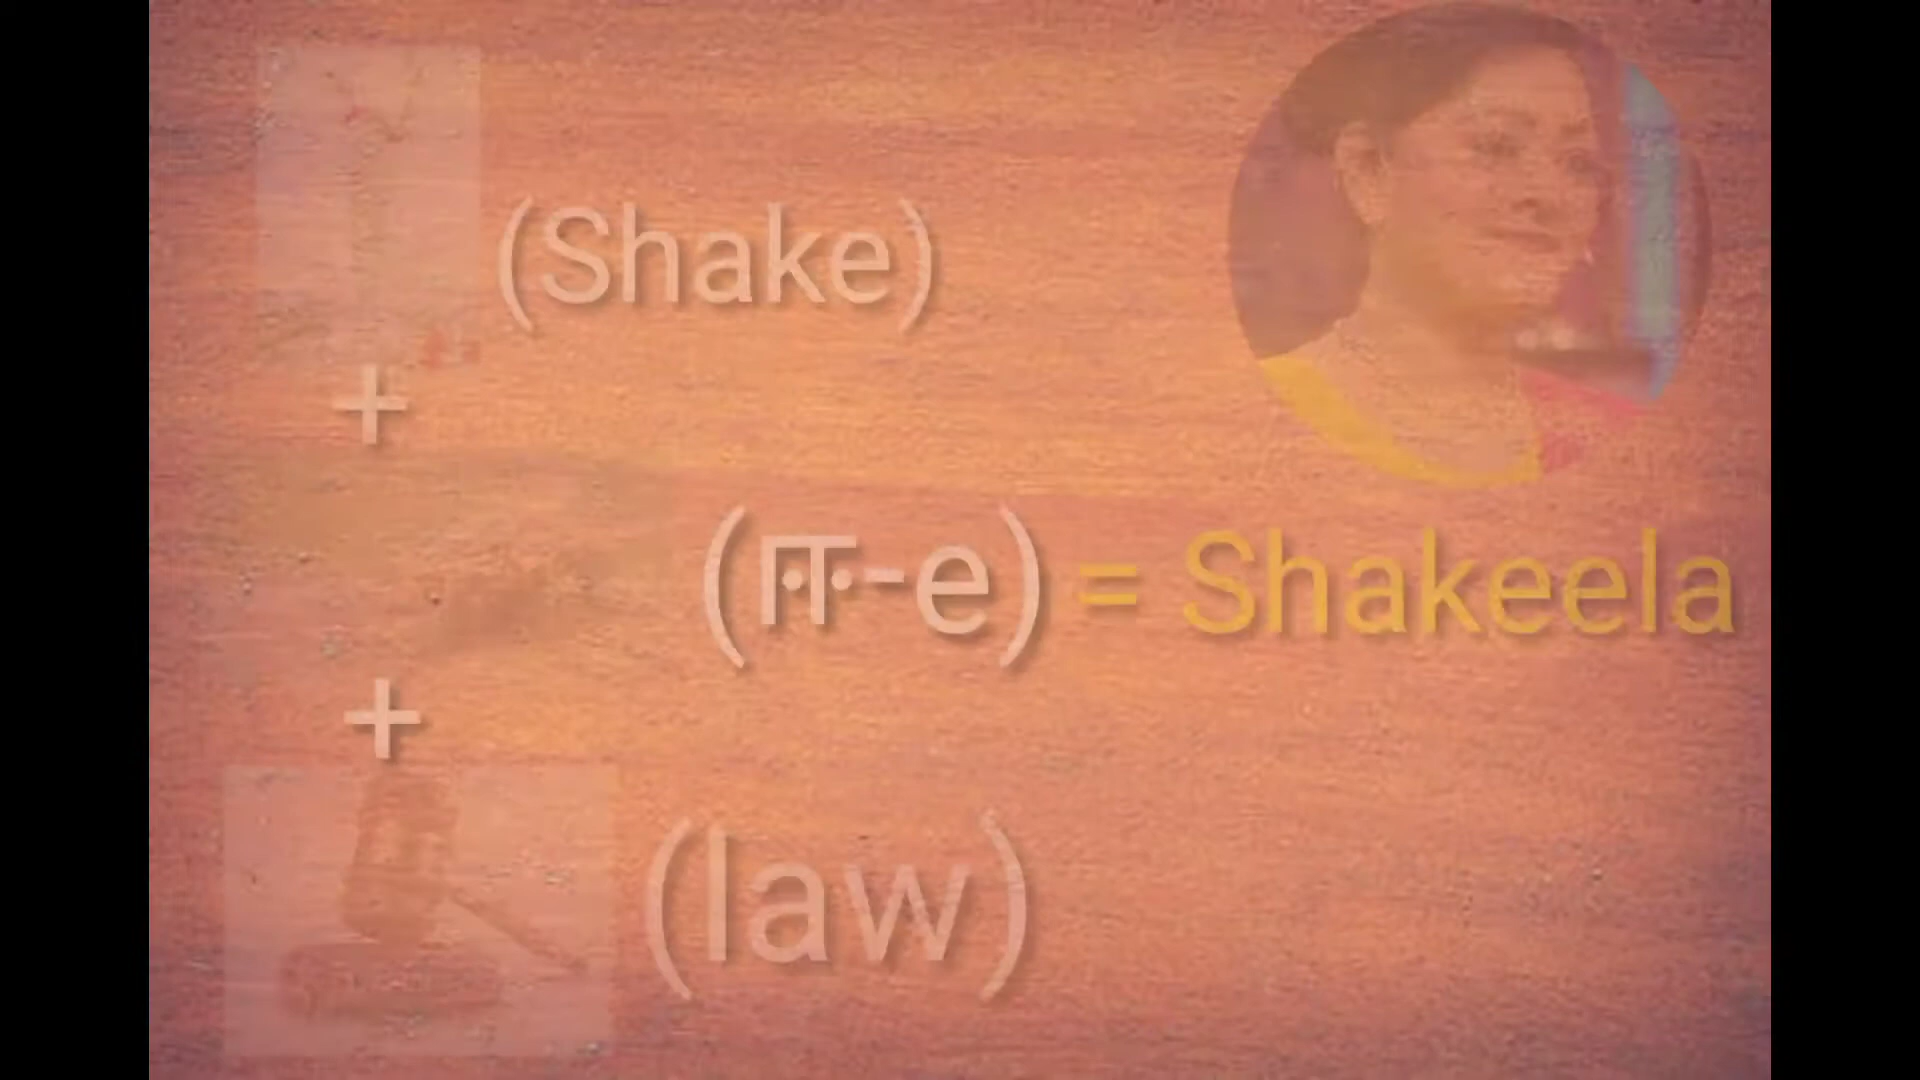 (Shake)
+
(ஈ-e) = Shakeela
+
(law)